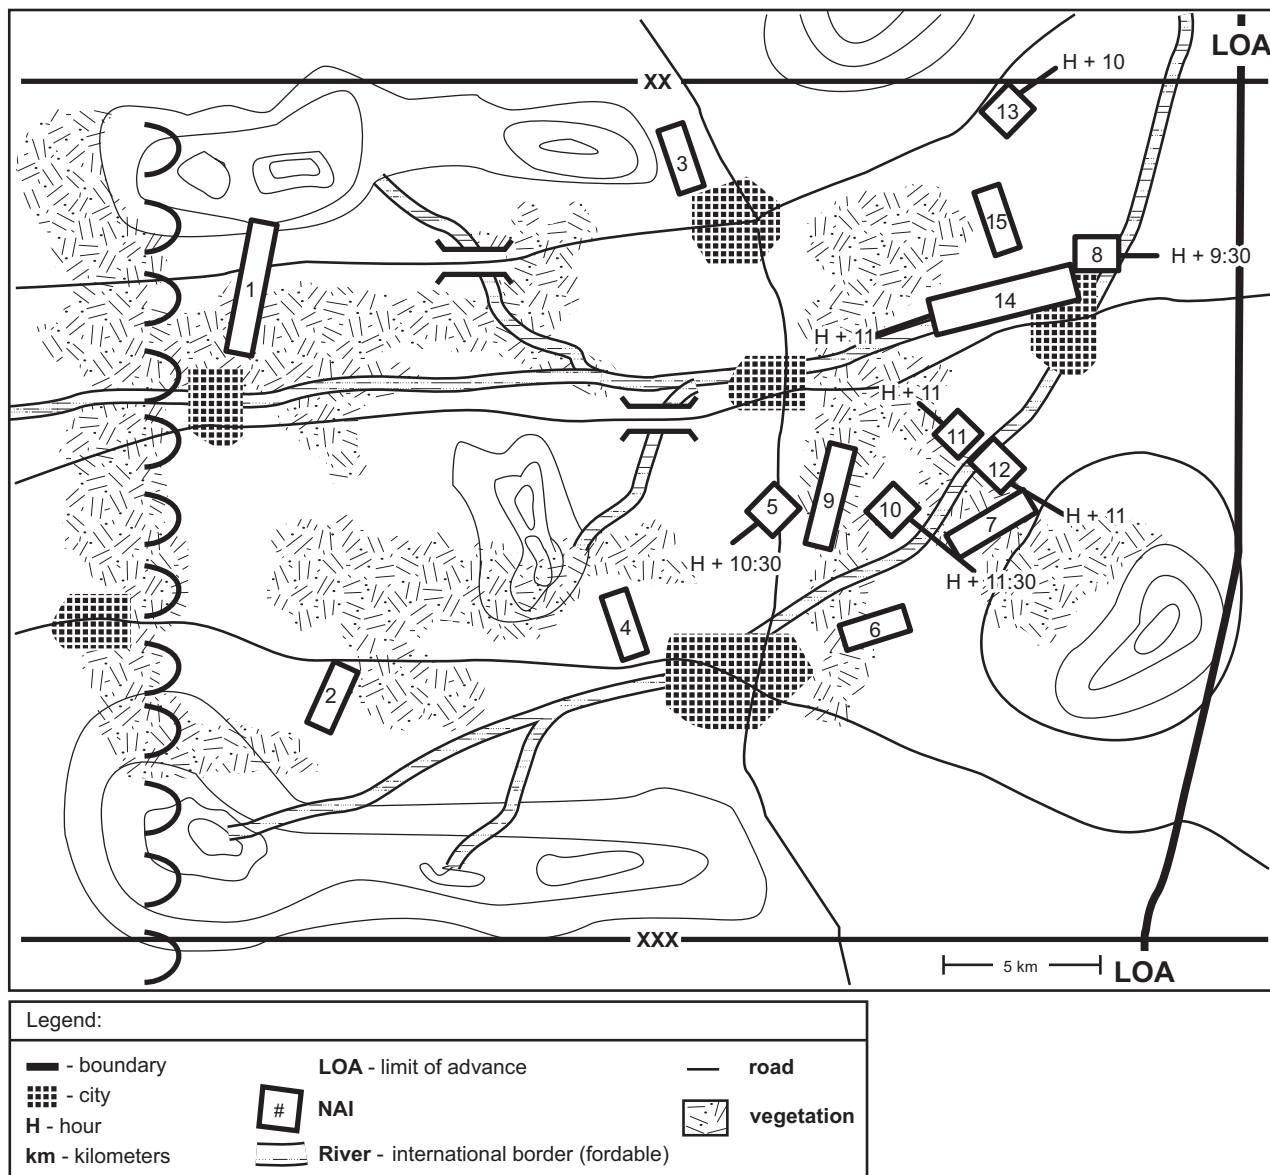 LOA
XX
H + 10
13
3
15
8
H + 9:30
1
14
H + 11
H + 11
11
12
5
9
10
7
H + 11
H + 10:30
H + 11:30
4
6
2
XXX
5 km
LOA
Legend:
- boundary
LOA - limit of advance
road
- city
# NAI
vegetation
H - hour
km - kilometers
River - international border (fordable)